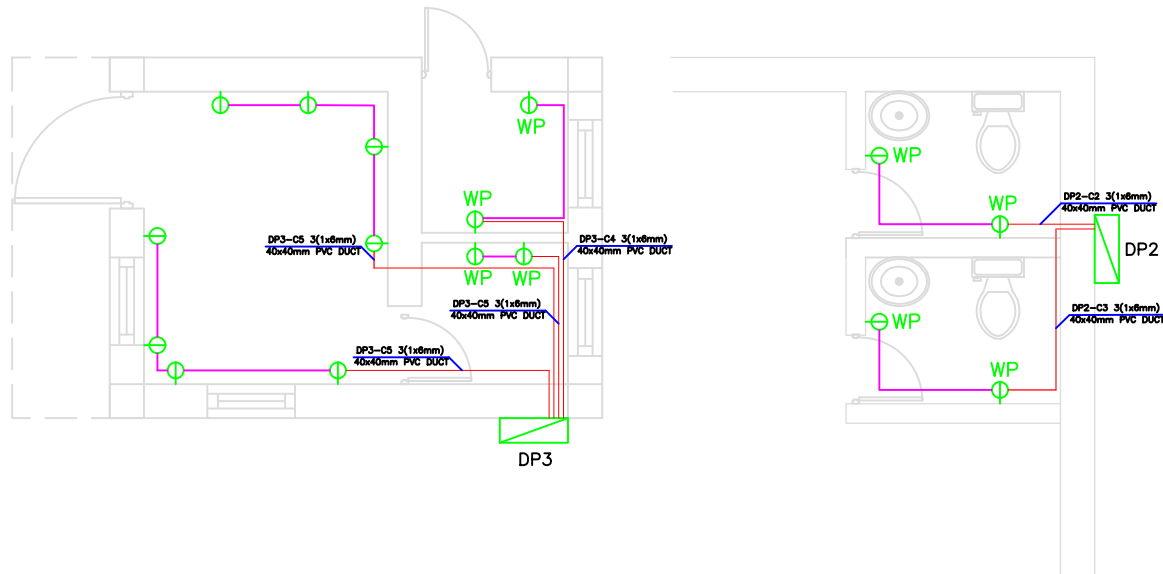 WP
WP
DP3-C5 3(1x6mm)
40x40mm PVC DUCT
DP3-C4 3(1x6mm)
40x40mm PVC DUCT
WP
WP
DP3-C5 3(1x6mm)
40x40mm PVC DUCT
DP3-C5 3(1x6mm)
40x40mm PVC DUCT
DP3
WP
DP2-C2 3(1x6mm)
40x40mm PVC DUCT
WP
DP2
DP2-C3 3(1x6mm)
40x40mm PVC DUCT
WP
WP